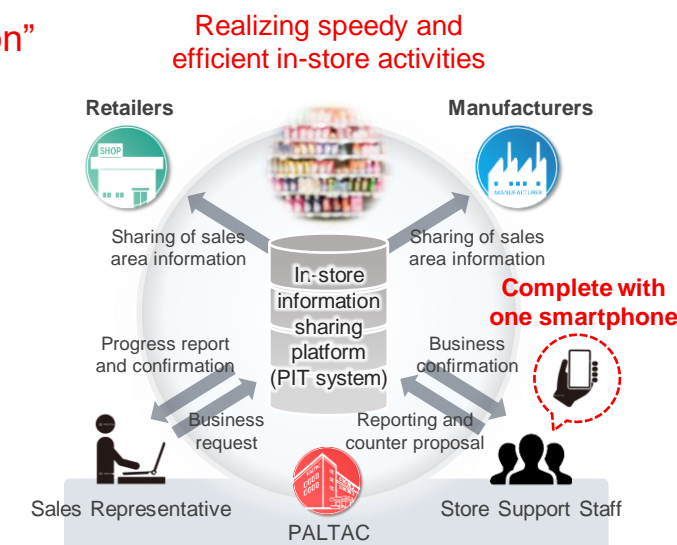 on”
Realizing speedy and
efficient in-store activities
Retailers
Manufacturers
SHOP
MANUFACTURER
Sharing of sales
area information
Sharing of sales
area information
In-store
information
sharing
platform
(PIT system)
Complete with
one smartphone
Progress report
and confirmation
Business
confirmation
Business
request
Reporting and
counter proposal
Sales Representative
Store Support Staff
PALTAC